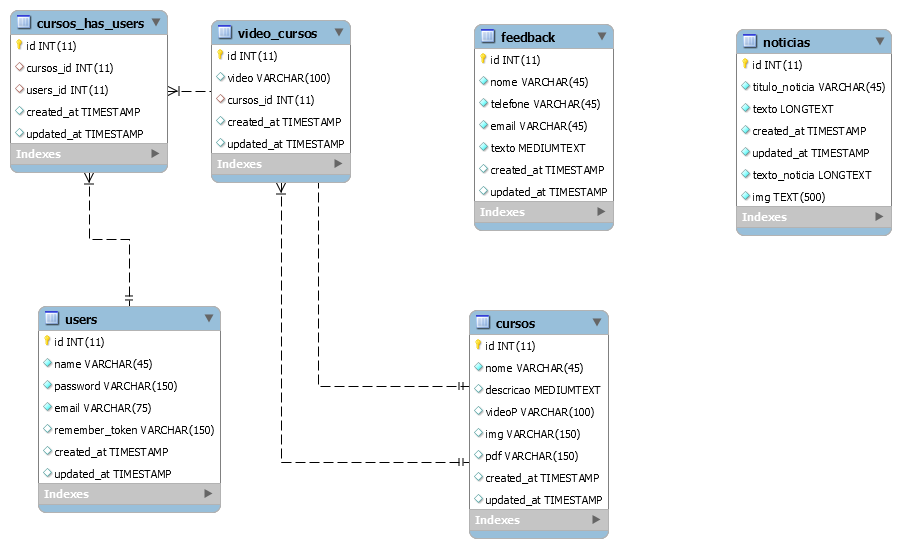 cursos_has_users
id INT(11)
cursos_id INT(11)
users_id INT(11)
created_at TIMESTAMP
updated_at TIMESTAMP
Indexes
video_cursos
id INT(11)
video VARCHAR(100)
cursos_id INT(11)
created_at TIMESTAMP
updated_at TIMESTAMP
Indexes
feedback
id INT(11)
nome VARCHAR(45)
telefone VARCHAR(45)
email VARCHAR(45)
texto MEDIUMTEXT
created_at TIMESTAMP
updated_at TIMESTAMP
Indexes
noticias
id INT(11)
titulo_noticia VARCHAR(45)
texto LONGTEXT
created_at TIMESTAMP
updated_at TIMESTAMP
texto_noticia LONGTEXT
img TEXT(500)
Indexes
users
id INT(11)
name VARCHAR(45)
password VARCHAR(150)
email VARCHAR(75)
remember_token VARCHAR(150)
created_at TIMESTAMP
updated_at TIMESTAMP
Indexes
cursos
id INT(11)
nome VARCHAR(45)
descricao MEDIUMTEXT
videoP VARCHAR(100)
img VARCHAR(150)
pdf VARCHAR(150)
created_at TIMESTAMP
updated_at TIMESTAMP
Indexes